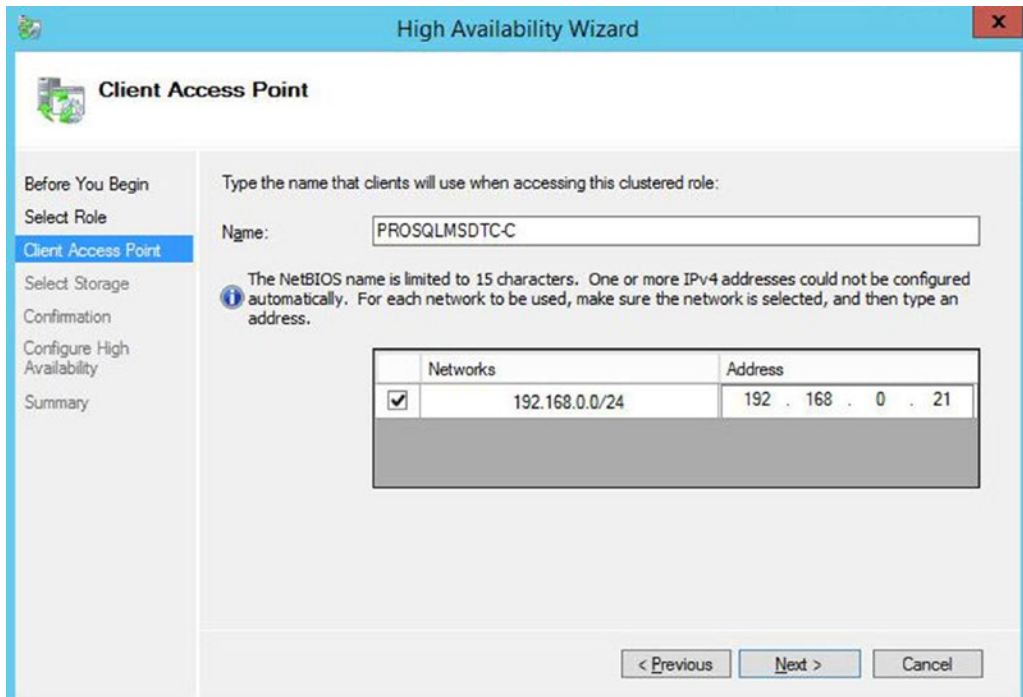 High Availability Wizard
x
Client Access Point
Before You Begin
Select Role
Client Access Point
Select Storage
Confirmation
Configure High
Availability
Summary
Type the name that clients will use when accessing this clustered role:
Name: PROSQLMSDTC-C
The NetBIOS name is limited to 15 characters. One or more IPv4 addresses could not be configured
automatically. For each network to be used, make sure the network is selected, and then type an
address.
Networks Address
192.168.0.0/24 192 . 168 . 0 . 21
< Previous Next > Cancel